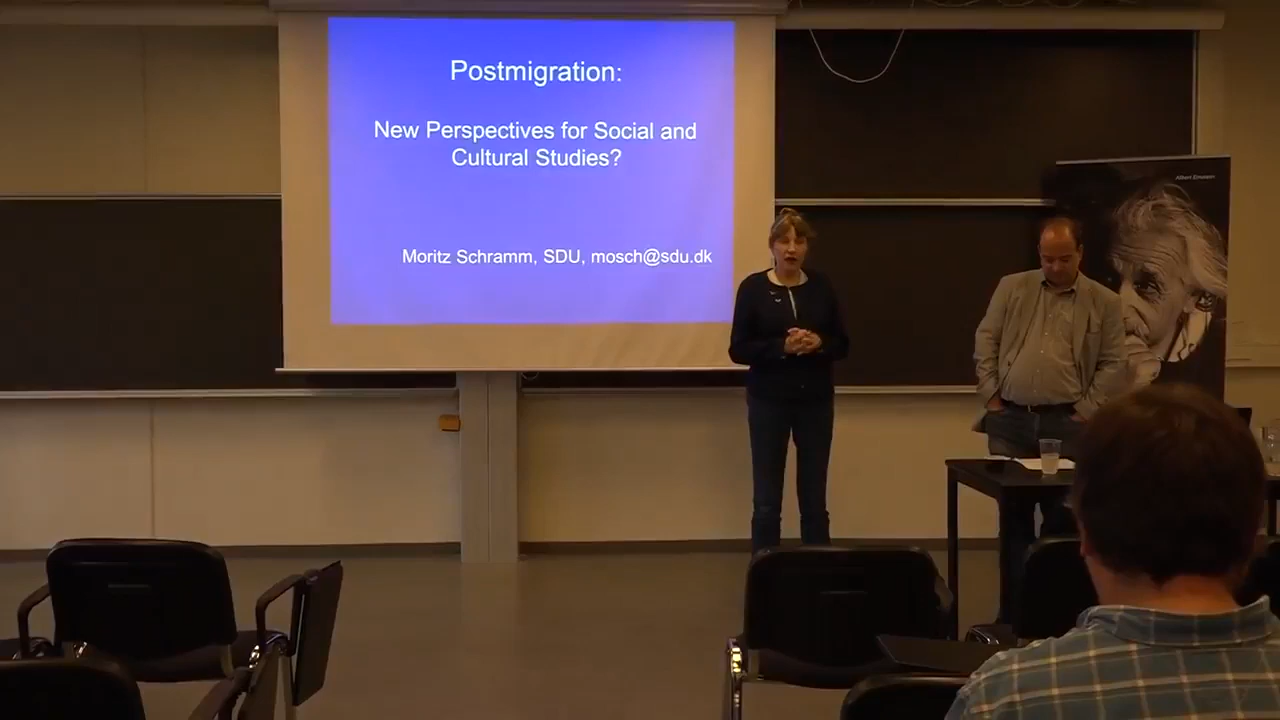 Postmigration:
New Perspectives for Social and
Cultural Studies?
Moritz Schramm, SDU, mosch@sdu.dk
Albert Einstein